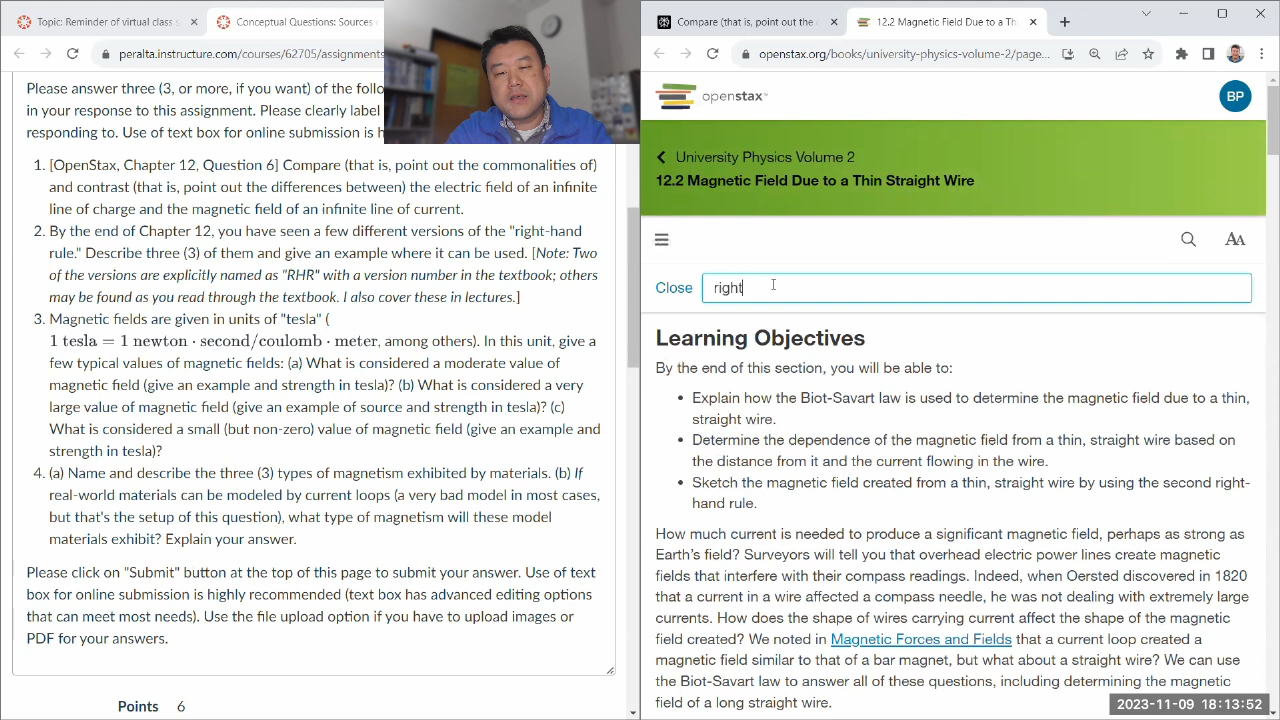 Topic: Reminder of virtual class s
Conceptual Questions: Sources o
Compare (that is, point out the c
12.2 Magnetic Field Due to a Th
peralta.instructure.com/courses/62705/assignments
openstax.org/books/university-physics-volume-2/page...
Please answer three (3, or more, if you want) of the follo
in your response to this assignment. Please clearly label
responding to. Use of text box for online submission is h
1. [OpenStax, Chapter 12, Question 6] Compare (that is, point out the commonalities of)
and contrast (that is, point out the differences between) the electric field of an infinite
line of charge and the magnetic field of an infinite line of current.
2. By the end of Chapter 12, you have seen a few different versions of the "right-hand
rule." Describe three (3) of them and give an example where it can be used. [Note: Two
of the versions are explicitly named as "RHR" with a version number in the textbook; others
may be found as you read through the textbook. I also cover these in lectures.]
3. Magnetic fields are given in units of "tesla" (
1 tesla = 1 newton · second/coulomb · meter, among others). In this unit, give a
few typical values of magnetic fields: (a) What is considered a moderate value of
magnetic field (give an example and strength in tesla)? (b) What is considered a very
large value of magnetic field (give an example of source and strength in tesla)? (c)
What is considered a small (but non-zero) value of magnetic field (give an example and
strength in tesla)?
4. (a) Name and describe the three (3) types of magnetism exhibited by materials. (b) If
real-world materials can be modeled by current loops (a very bad model in most cases,
but that's the setup of this question), what type of magnetism will these model
materials exhibit? Explain your answer.
Please click on "Submit" button at the top of this page to submit your answer. Use of text
box for online submission is highly recommended (text box has advanced editing options
that can meet most needs). Use the file upload option if you have to upload images or
PDF for your answers.
Points 6
openstax™
BP
University Physics Volume 2
12.2 Magnetic Field Due to a Thin Straight Wire
AA
Close right
Learning Objectives
By the end of this section, you will be able to:
• Explain how the Biot-Savart law is used to determine the magnetic field due to a thin,
straight wire.
• Determine the dependence of the magnetic field from a thin, straight wire based on
the distance from it and the current flowing in the wire.
• Sketch the magnetic field created from a thin, straight wire by using the second right-
hand rule.
How much current is needed to produce a significant magnetic field, perhaps as strong as
Earth's field? Surveyors will tell you that overhead electric power lines create magnetic
fields that interfere with their compass readings. Indeed, when Oersted discovered in 1820
that a current in a wire affected a compass needle, he was not dealing with extremely large
currents. How does the shape of wires carrying current affect the shape of the magnetic
field created? We noted in Magnetic Forces and Fields that a current loop created a
magnetic field similar to that of a bar magnet, but what about a straight wire? We can use
the Biot-Savart law to answer all of these questions, including determining the magnetic
field of a long straight wire.
2023-11-09 18:13:52